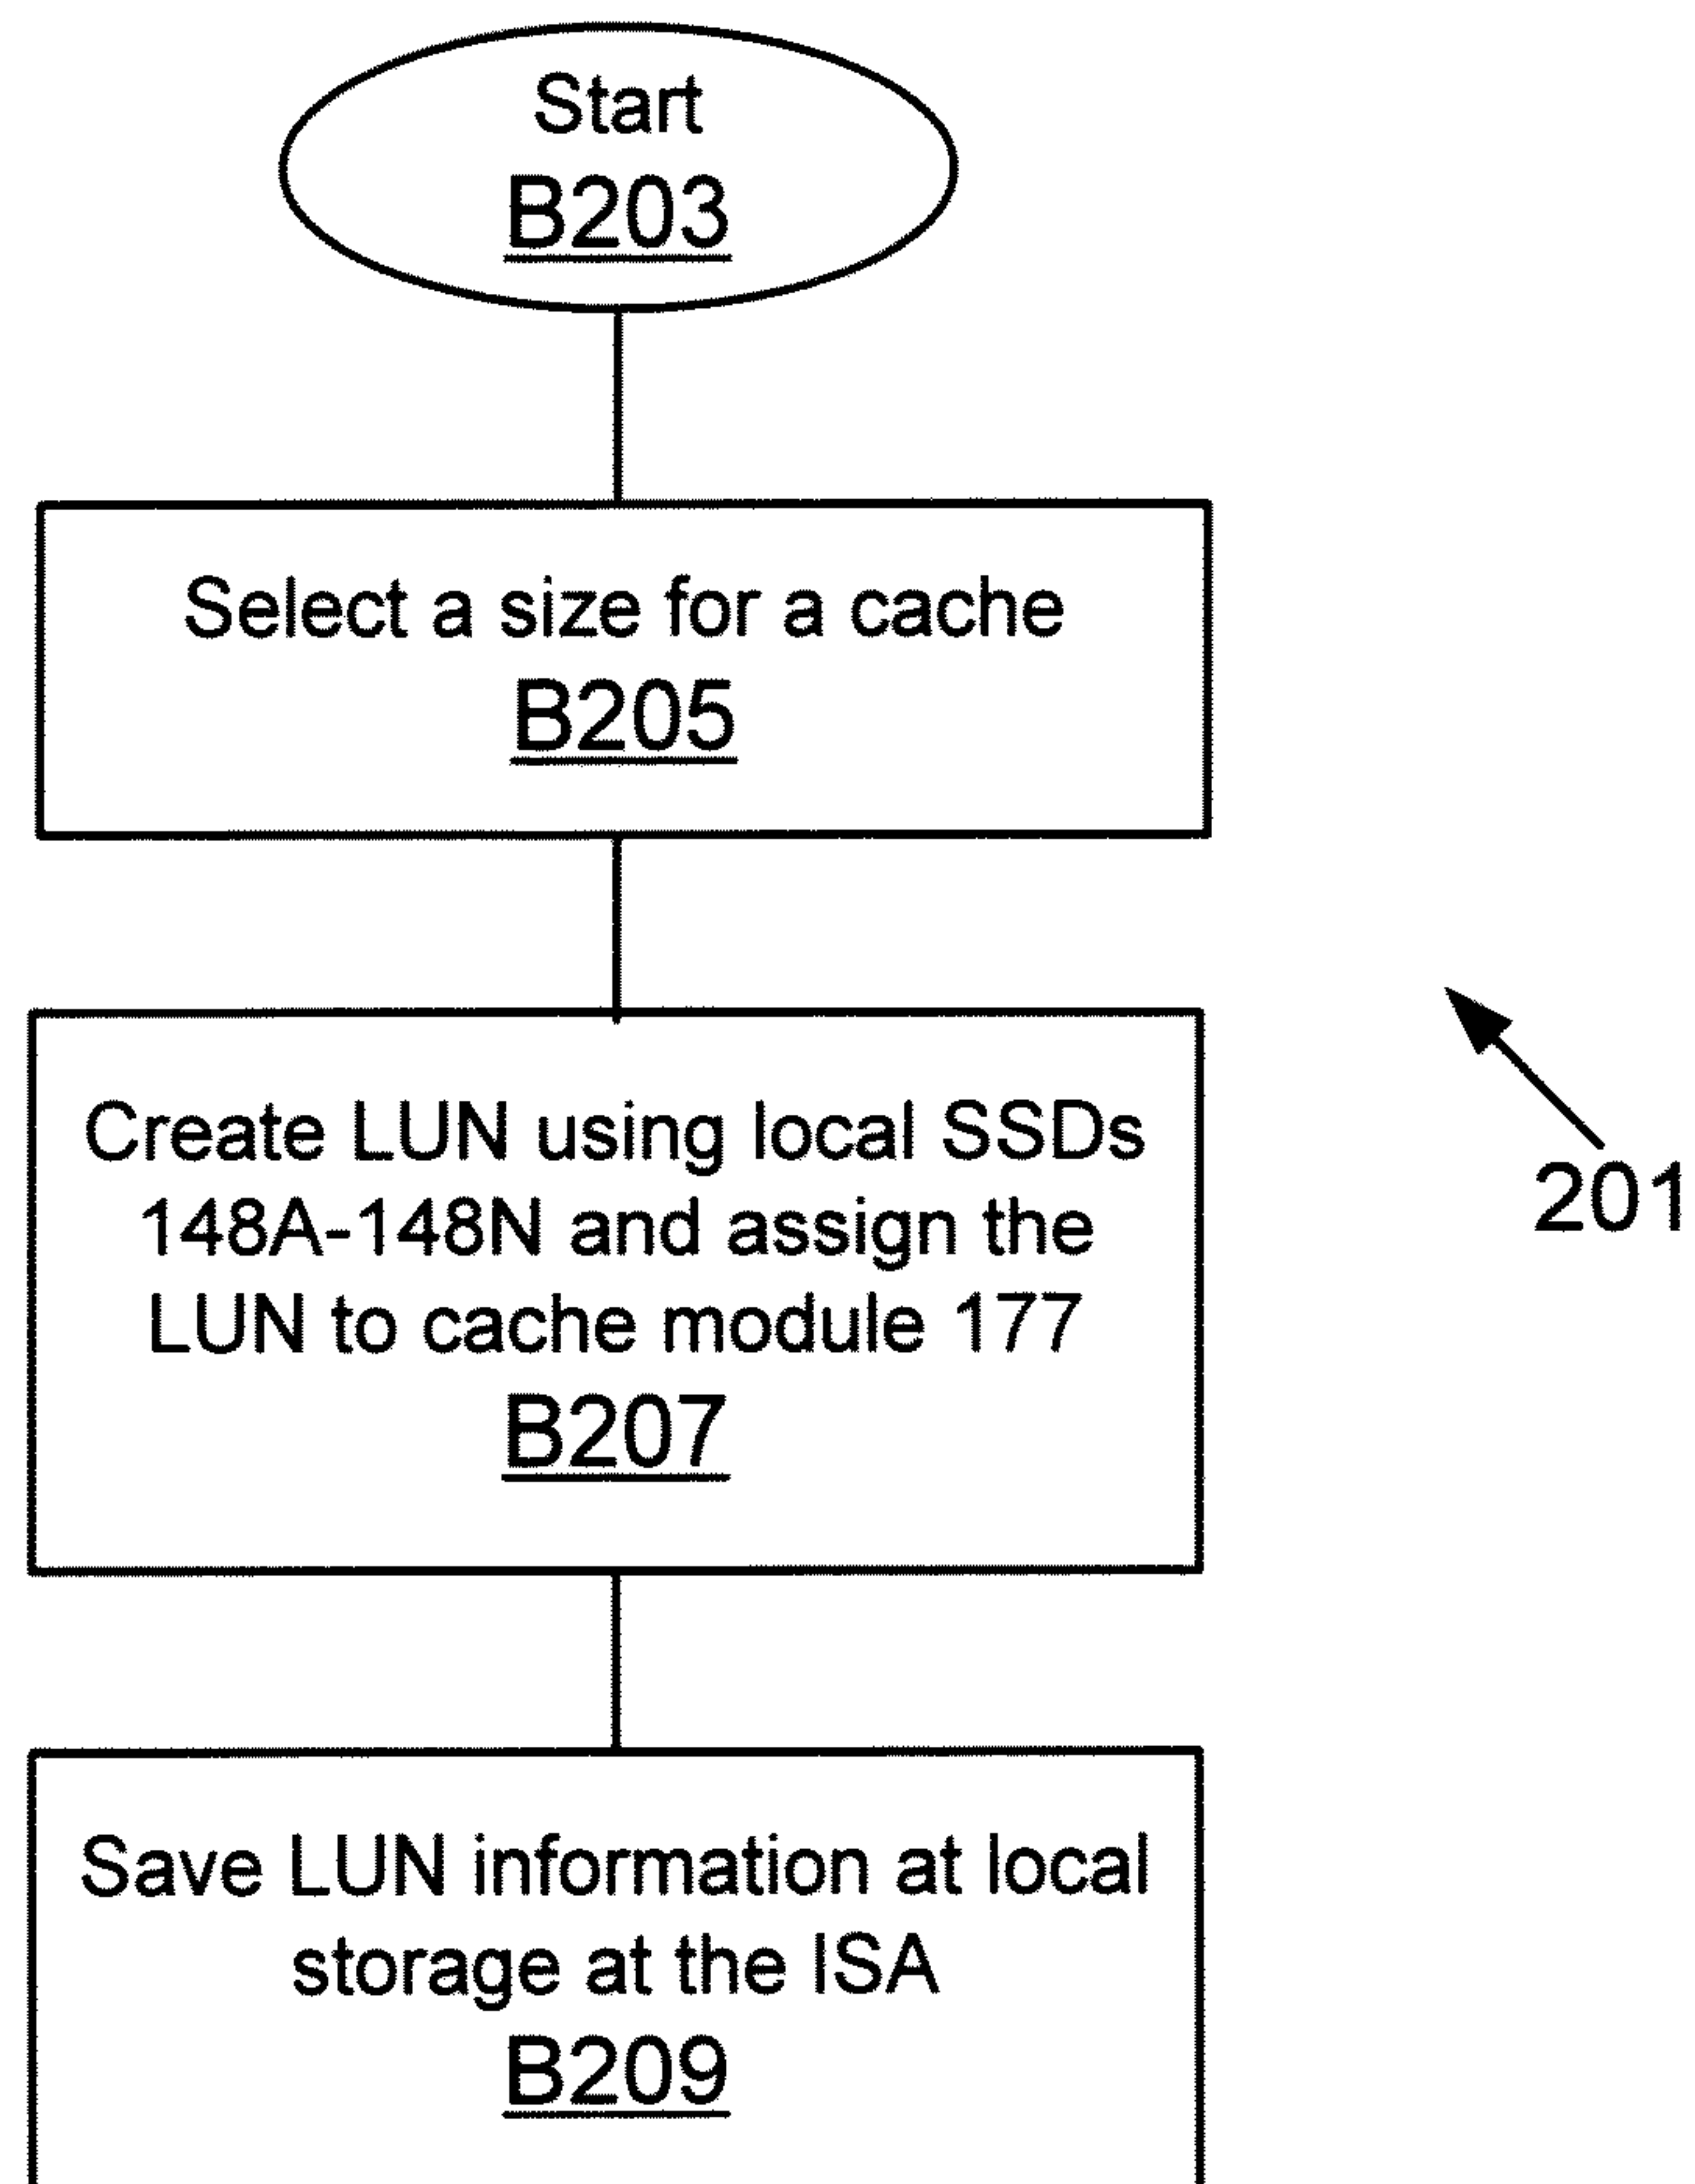 Start
B203
Select a size for a cache
B205
Create LUN using local SSDs
148A-148N and assign the
LUN to cache module 177
B207
201
Save LUN information at local
storage at the ISA
B209